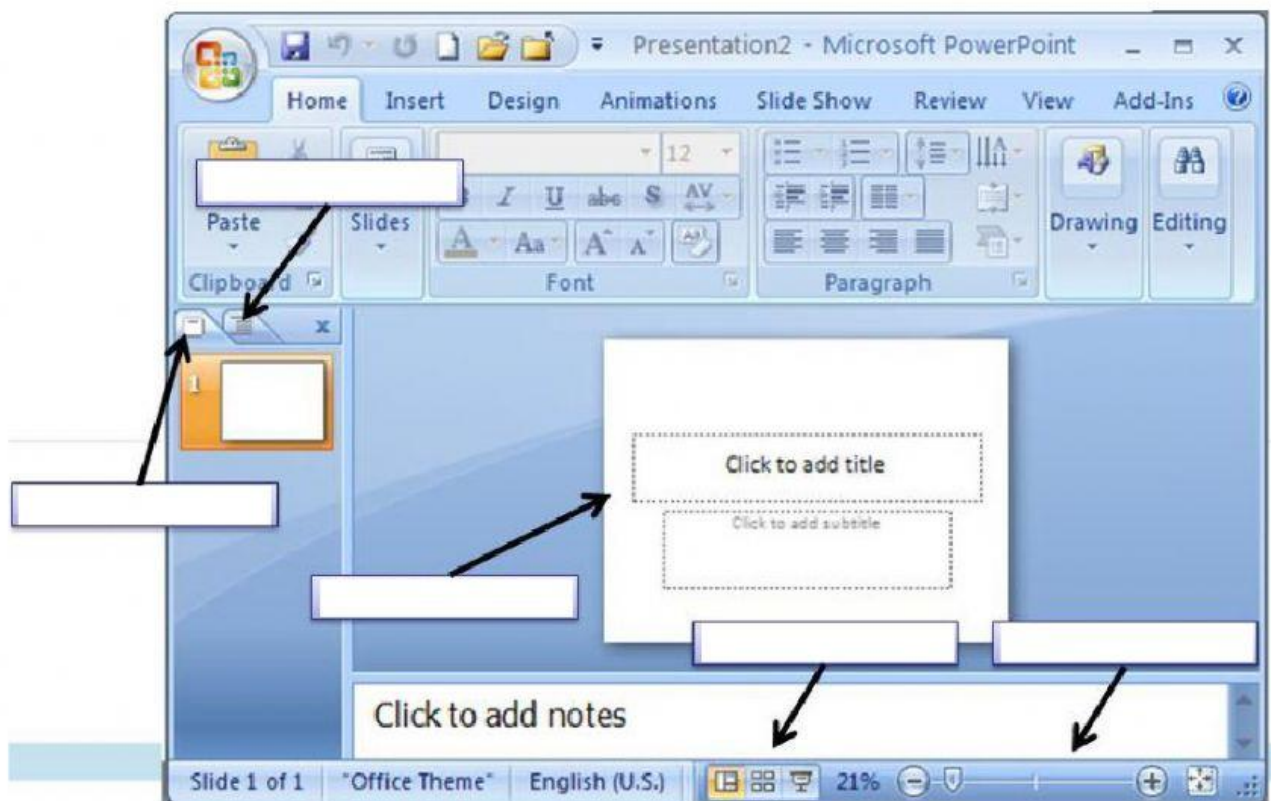 Presentation2 - Microsoft PowerPoint
Home Insert Design Animations Slide Show Review View Add-Ins
12
I U abe S AV
Paste Slides Drawing Editing
A Aa A A
Clipboard Font Paragraph
1
Click to add title
Click to add subtitle
Click to add notes
Slide 1 of 1 "Office Theme" English (U.S.) 21%